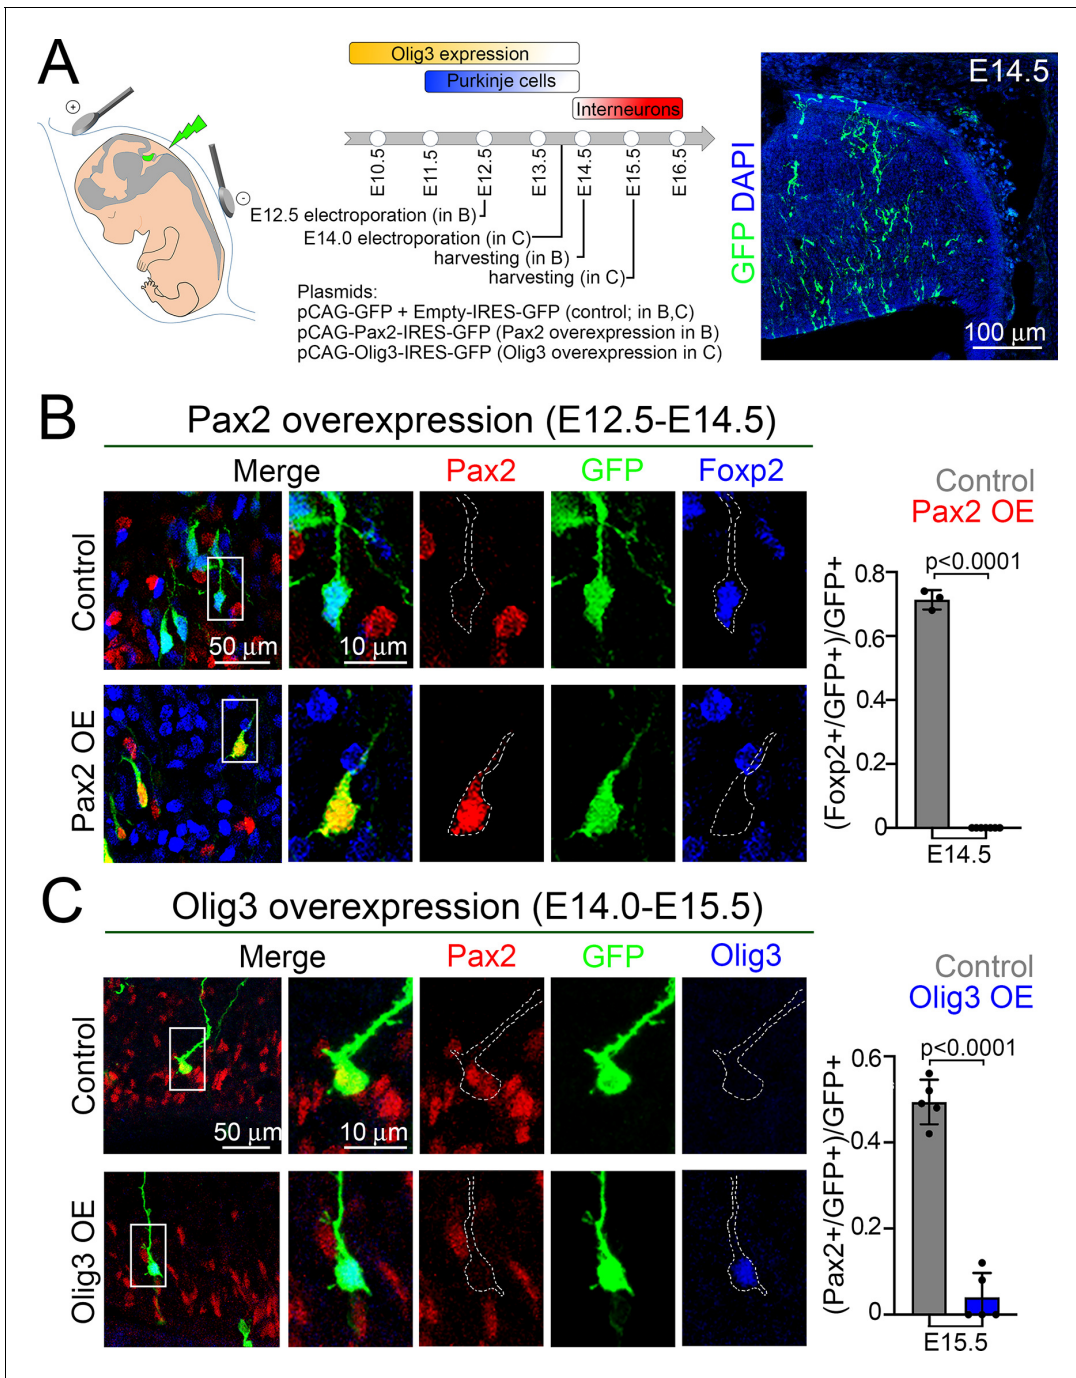 A
+
-
Olig3 expression
Purkinje cells
Interneurons
E10.5
E11.5
E12.5
E13.5
E14.5
E15.5
E16.5
E12.5 electroporation (in B)
E14.0 electroporation (in C)
harvesting (in B)
harvesting (in C)
Plasmids:
pCAG-GFP + Empty-IRES-GFP (control; in B,C)
pCAG-Pax2-IRES-GFP (Pax2 overexpression in B)
pCAG-Olig3-IRES-GFP (Olig3 overexpression in C)
GFP DAPI
E14.5
100 µm
B
Pax2 overexpression (E12.5-E14.5)
Merge
Pax2
GFP
Foxp2
Control
50 µm
10 µm
Pax2 OE
Control
Pax2 OE
p<0.0001
(Foxp2+/GFP+)/GFP+
0.8
0.6
0.4
0.2
0
E14.5
C
Olig3 overexpression (E14.0-E15.5)
Merge
Pax2
GFP
Olig3
Control
50 µm
10 µm
Olig3 OE
Control
Olig3 OE
p<0.0001
(Pax2+/GFP+)/GFP+
0.6
0.4
0.2
0
E15.5